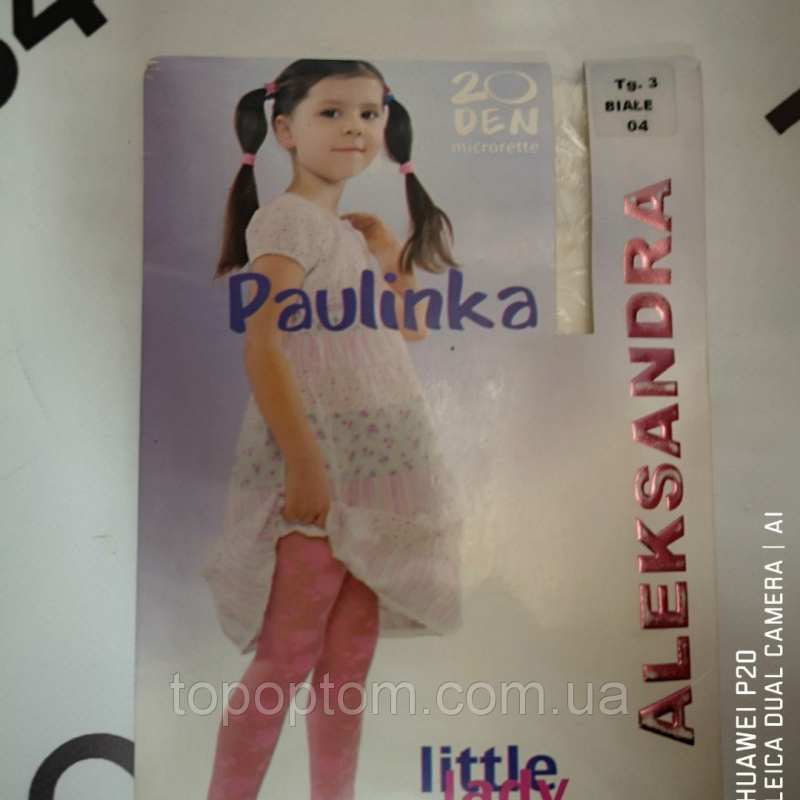 20
DEN
microrette
Tg. 3
BIAŁE
04
Paulinka
ALEKSANDRA
topoptom.com.ua
little
lady
HUAWEI P20
LEICA DUAL CAMERA | AI